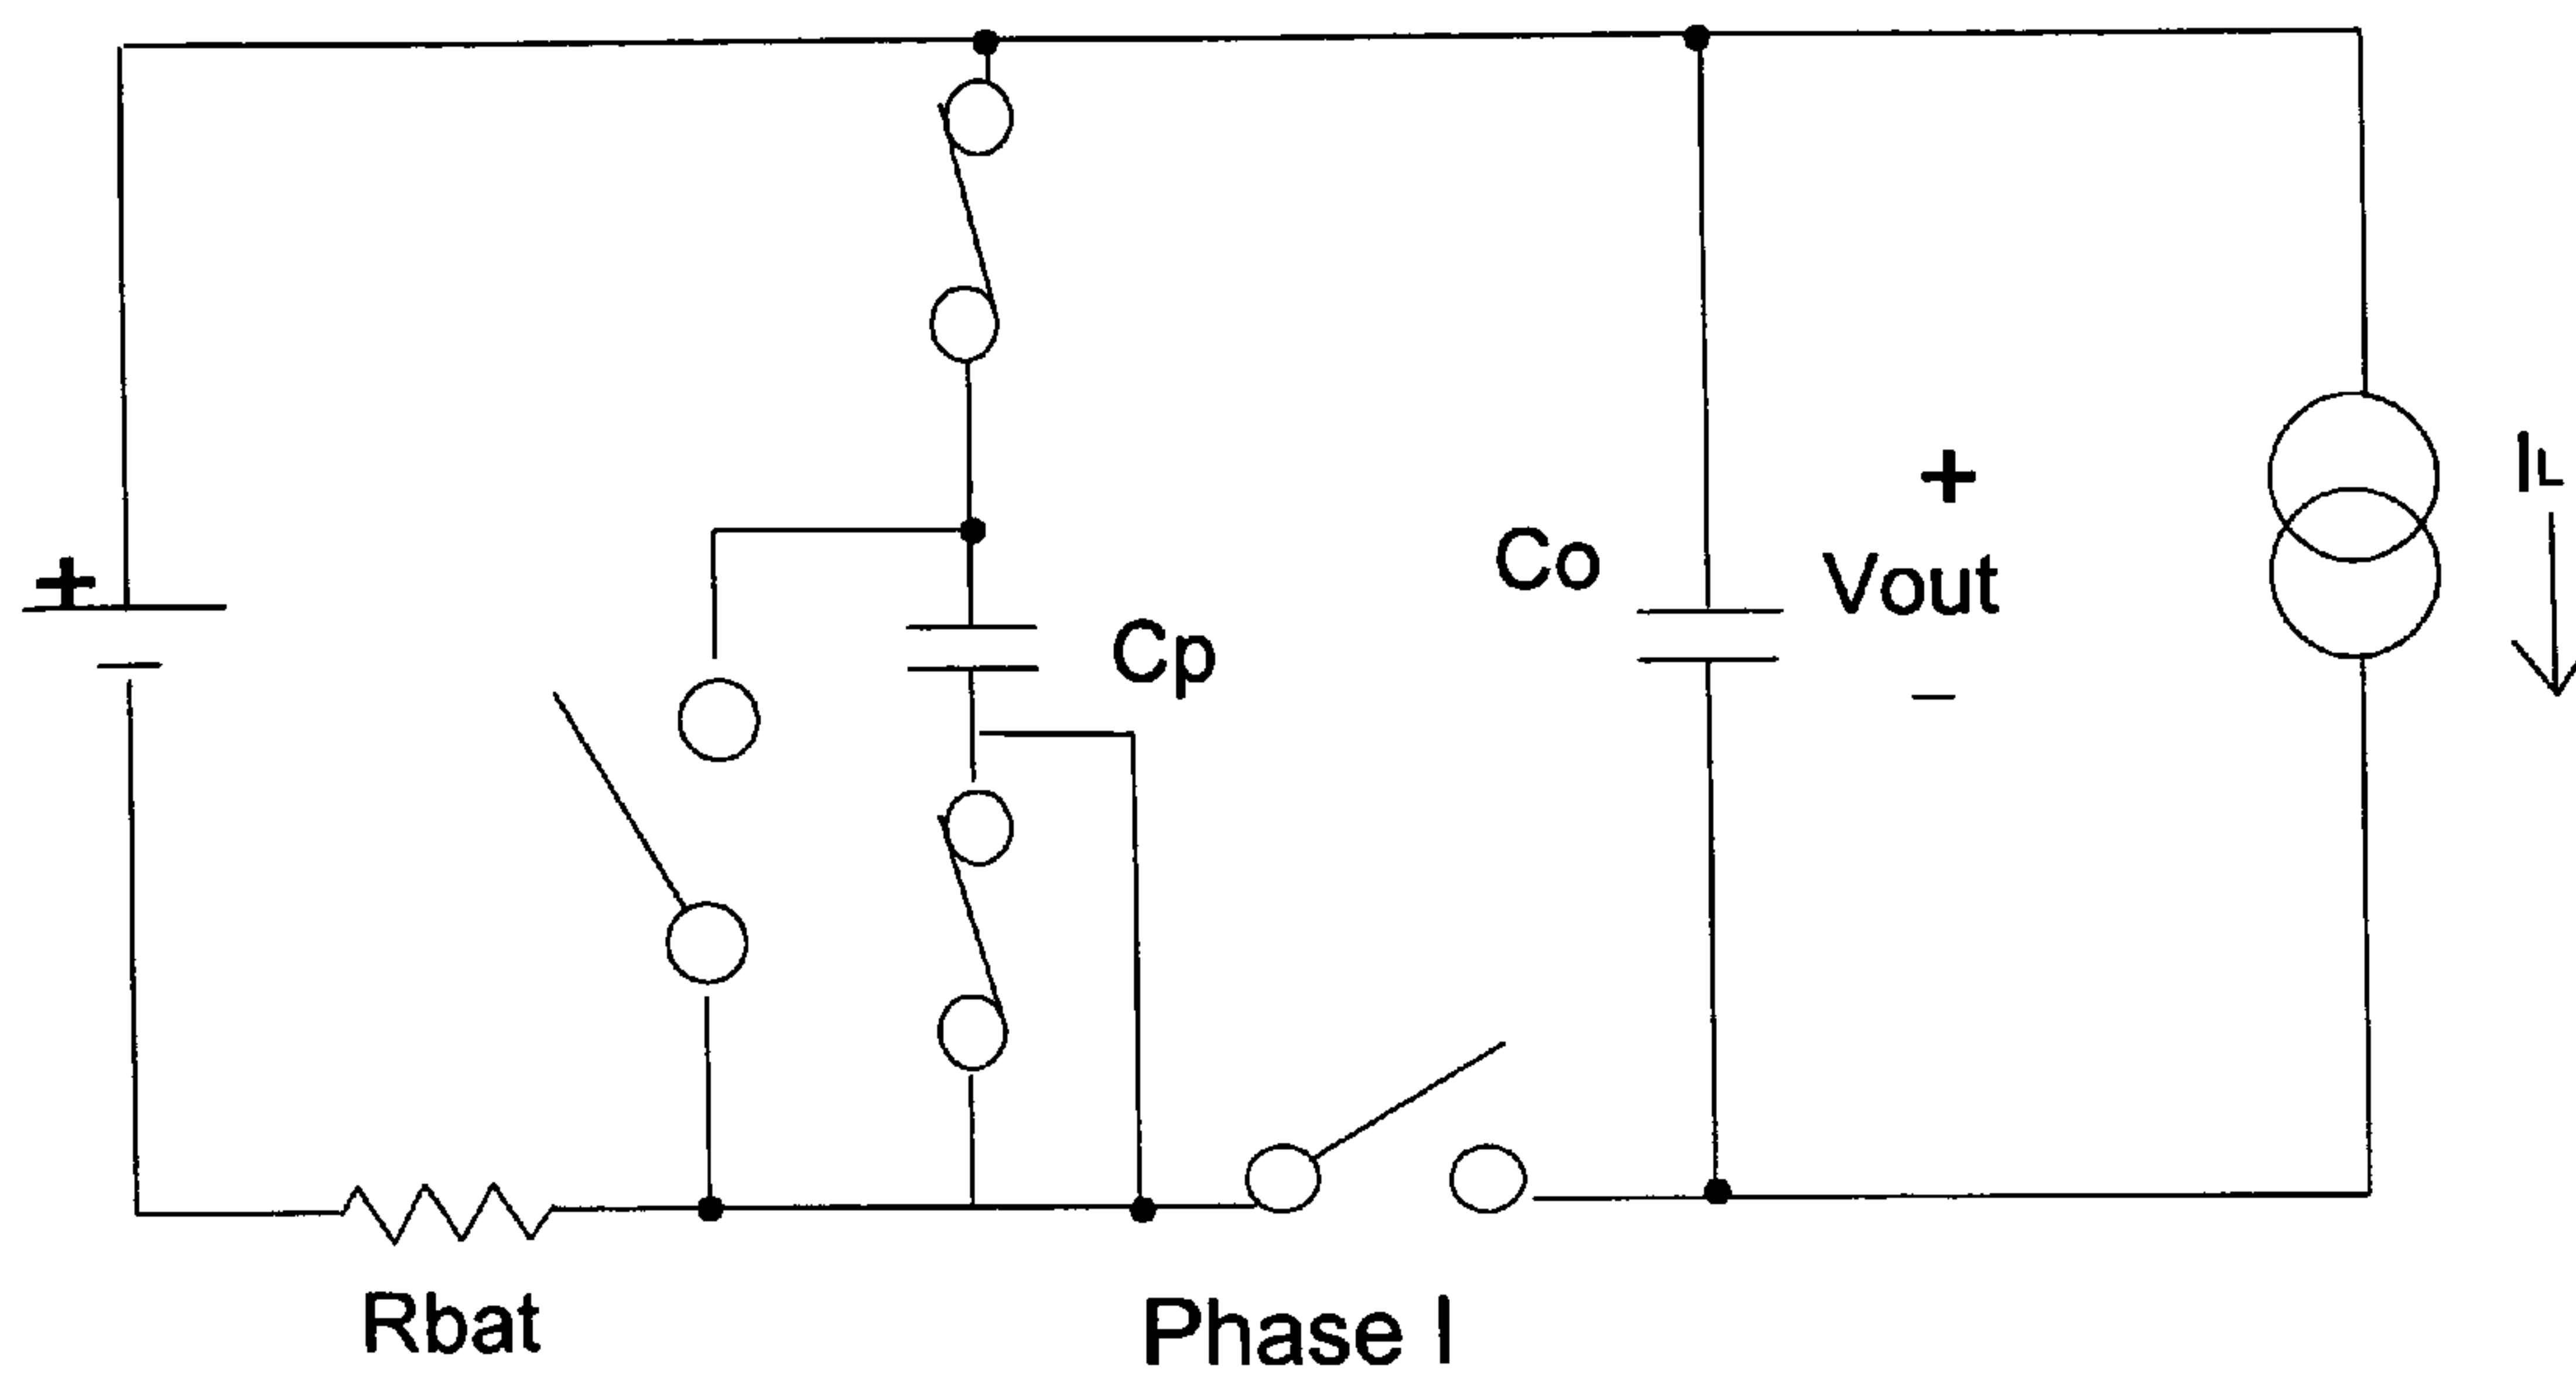 +
Cp
Co
+
Vout
−
IL
Rbat
Phase I